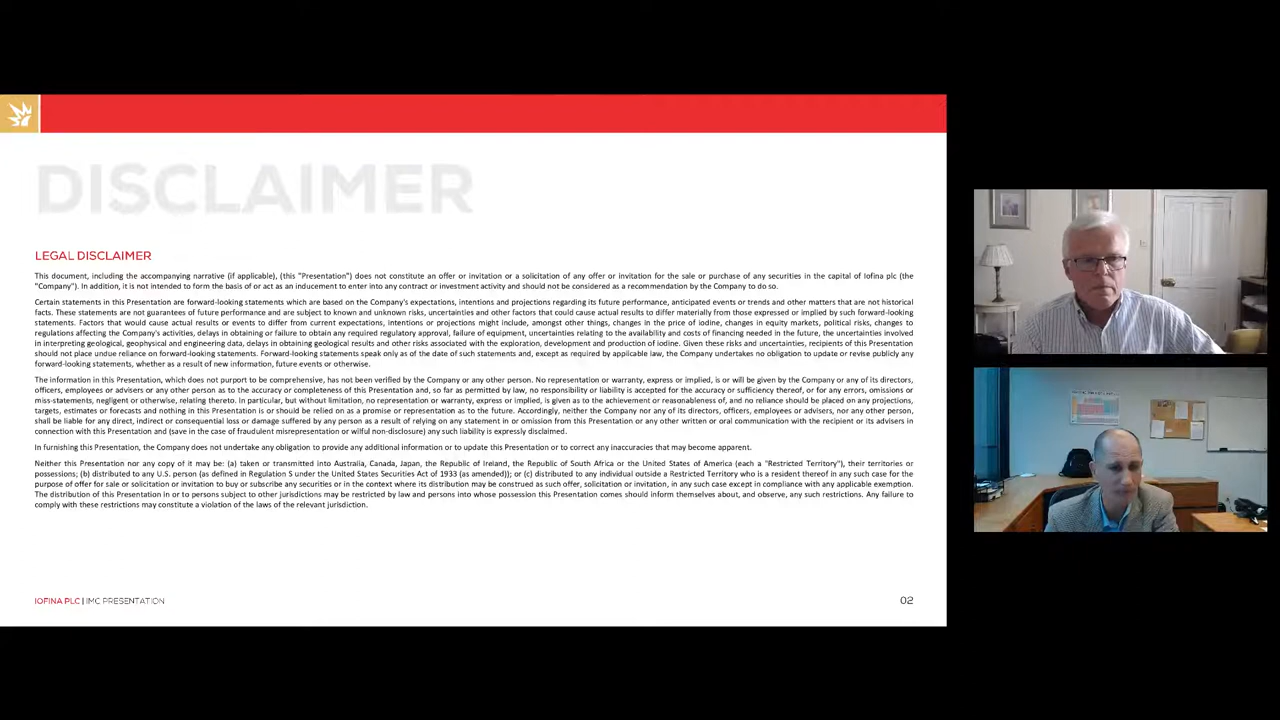 DISCLAIMER
LEGAL DISCLAIMER
This document, including the accompanying narrative (if applicable), (this "Presentation") does not constitute an offer or invitation or a solicitation of any offer or invitation for the sale or purchase of any securities in the capital of Iofina plc (the
"Company"). In addition, it is not intended to form the basis of or act as an inducement to enter into any contract or investment activity and should not be considered as a recommendation by the Company to do so.
Certain statements in this Presentation are forward-looking statements which are based on the Company's expectations, intentions and projections regarding its future performance, anticipated events or trends and other matters that are not historical
facts. These statements are not guarantees of future performance and are subject to known and unknown risks, uncertainties and other factors that could cause actual results to differ materially from those expressed or implied by such forward-looking
statements. Factors that would cause actual results or events to differ from current expectations, intentions or projections might include, amongst other things, changes in the price of iodine, changes in equity markets, political risks, changes to
regulations affecting the Company's activities, delays in obtaining or failure to obtain any required regulatory approval, failure of equipment, uncertainties relating to the availability and costs of financing needed in the future, the uncertainties involved
in interpreting geological, geophysical and engineering data, delays in obtaining geological results and other risks associated with the exploration, development and production of iodine. Given these risks and uncertainties, recipients of this Presentation
should not place undue reliance on forward-looking statements. Forward-looking statements speak only as of the date of such statements and, except as required by applicable law, the Company undertakes no obligation to update or revise publicly any
forward-looking statements, whether as a result of new information, future events or otherwise.
The information in this Presentation, which does not purport to be comprehensive, has not been verified by the Company or any other person. No representation or warranty, express or implied, is or will be given by the Company or any of its directors,
officers, employees or advisers or any other person as to the accuracy or completeness of this Presentation and, so far as permitted by law, no responsibility or liability is accepted for the accuracy or sufficiency thereof, or for any errors, omissions or
miss-statements, negligent or otherwise, relating thereto. In particular, but without limitation, no representation or warranty, express or implied, is given as to the achievement or reasonableness of, and no reliance should be placed on any projections,
targets, estimates or forecasts and nothing in this Presentation is or should be relied on as a promise or representation as to the future. Accordingly, neither the Company nor any of its directors, officers, employees or advisers, nor any other person,
shall be liable for any direct, indirect or consequential loss or damage suffered by any person as a result of relying on any statement in or omission from this Presentation or any other written or oral communication with the recipient or its advisers in
connection with this Presentation and (save in the case of fraudulent misrepresentation or wilful non-disclosure) any such liability is expressly disclaimed.
In furnishing this Presentation, the Company does not undertake any obligation to provide any additional information or to update this Presentation or to correct any inaccuracies that may become apparent.
Neither this Presentation nor any copy of it may be: (a) taken or transmitted into Australia, Canada, Japan, the Republic of Ireland, the Republic of South Africa or the United States of America (each a "Restricted Territory"), their territories or
possessions; (b) distributed to any U.S. person (as defined in Regulation S under the United States Securities Act of 1933 (as amended)); or (c) distributed to any individual outside a Restricted Territory who is a resident thereof in any such case for the
purpose of offer for sale or solicitation or invitation to buy or subscribe any securities or in the context where its distribution may be construed as such offer, solicitation or invitation, in any such case except in compliance with any applicable exemption.
The distribution of this Presentation in or to persons subject to other jurisdictions may be restricted by law and persons into whose possession this Presentation comes should inform themselves about, and observe, any such restrictions. Any failure to
comply with these restrictions may constitute a violation of the laws of the relevant jurisdiction.
IOFINA PLC | IMC PRESENTATION
02